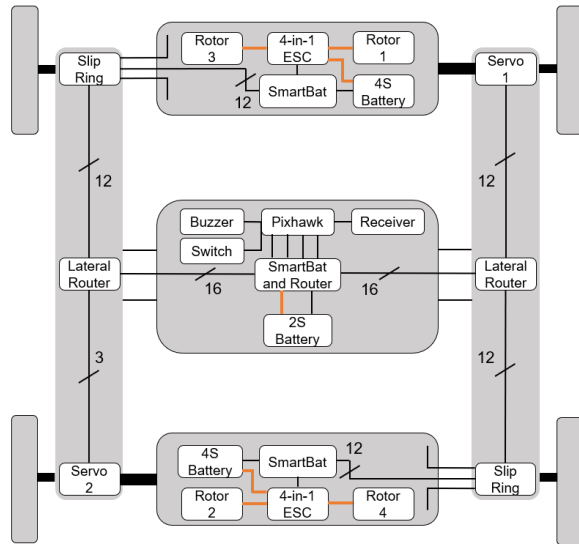 Rotor
3
4-in-1
ESC
Rotor
1
Slip
Ring
Servo
1
12
SmartBat
4S
Battery
12
12
Buzzer
Pixhawk
Receiver
Switch
Lateral
Router
SmartBat
and Router
Lateral
Router
16
16
2S
Battery
3
12
12
4S
Battery
SmartBat
Servo
2
Slip
Ring
Rotor
2
4-in-1
ESC
Rotor
4